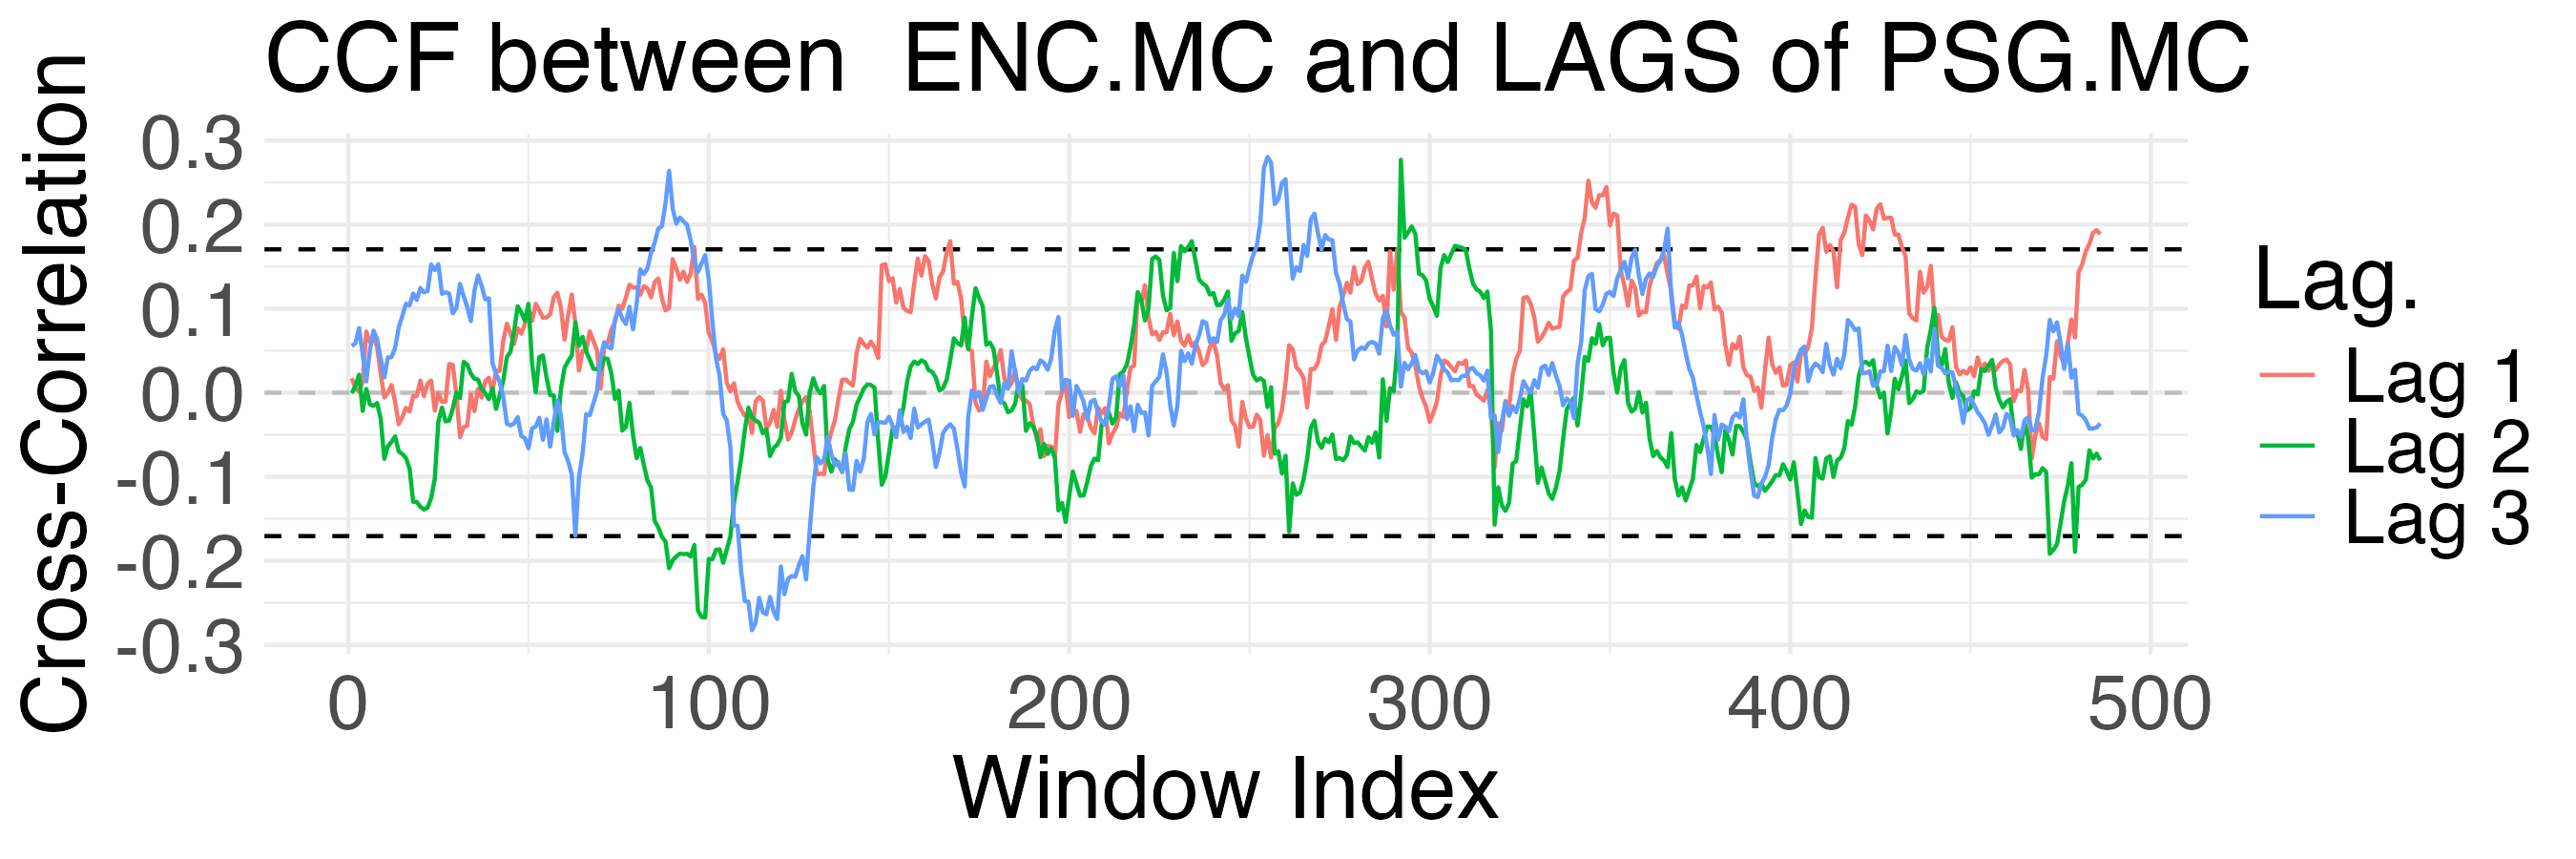 CCF between  ENC.MC and LAGS of PSG.MC
Cross-Correlation
0.3
0.2
0.1
0.0
-0.1
-0.2
-0.3
0 100 200 300 400 500
Window Index
Lag.
Lag 1
Lag 2
Lag 3